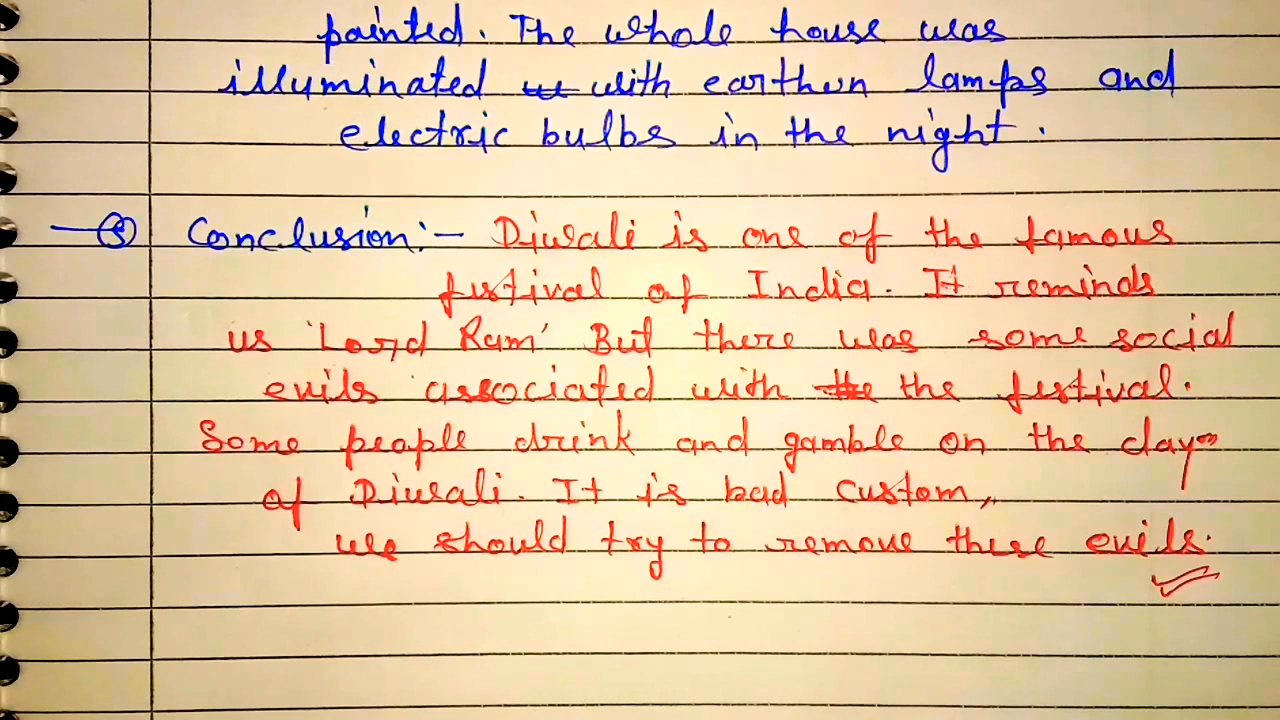 painted. The whole house was
illuminated with earthen lamps and
electric bulbs in the night.
5 Conclusion:- Diwali is one of the famous
festival of India. It reminds
us 'Lord Ram' But there was some social
evils associated with the the festival.
Some people drink and gamble on the day
of Diwali. It is bad custom,
we should try to remove these evils.